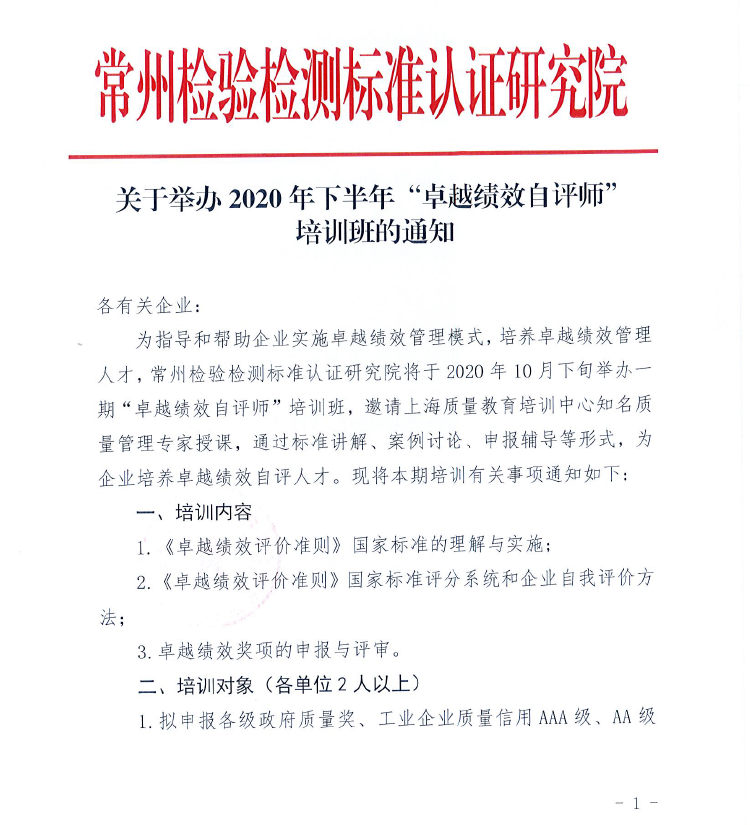 常州检验检测标准认证研究院
关于举办 2020 年下半年“卓越绩效自评师”
培训班的通知
各有关企业：
为指导和帮助企业实施卓越绩效管理模式，培养卓越绩效管理
人才，常州检验检测标准认证研究院将于 2020 年 10 月下旬举办一
期“卓越绩效自评师”培训班，邀请上海质量教育培训中心知名质
量管理专家授课，通过标准讲解、案例讨论、申报辅导等形式，为
企业培养卓越绩效自评人才。现将本期培训有关事项通知如下：
一、培训内容
1.《卓越绩效评价准则》国家标准的理解与实施；
2.《卓越绩效评价准则》国家标准评分系统和企业自我评价方
法；
3.卓越绩效奖项的申报与评审。
二、培训对象（各单位 2 人以上）
1.拟申报各级政府质量奖、工业企业质量信用 AAA 级、AA 级
- 1 -